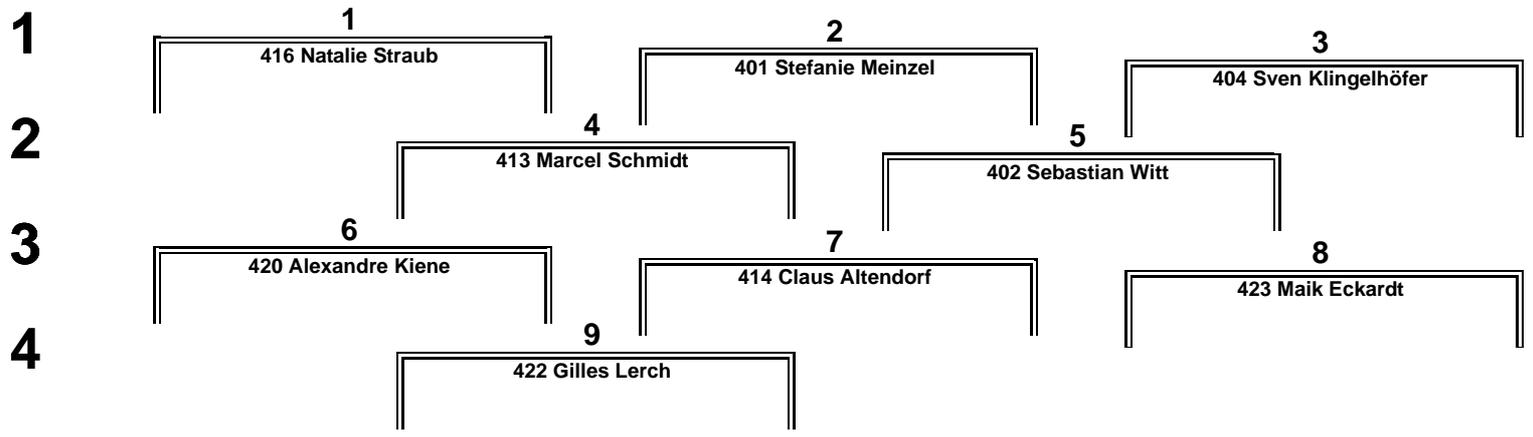 1
1
2
3
416 Natalie Straub
401 Stefanie Meinzel
404 Sven Klingelhöfer
2
4
5
413 Marcel Schmidt
402 Sebastian Witt
3
6
7
8
420 Alexandre Kiene
414 Claus Altendorf
423 Maik Eckardt
4
9
422 Gilles Lerch